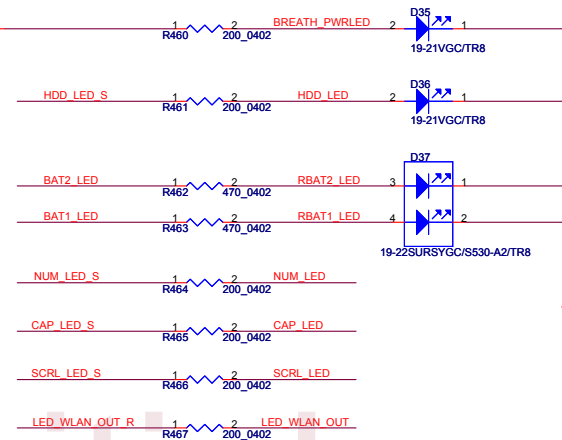 D35
1 2 BREATH_PWRLED 2 1
R460 200_0402
19-21VGC/TR8
D36
HDD_LED_S 1 2 HDD_LED 2 1
R461 200_0402
19-21VGC/TR8
D37
BAT2_LED 1 2 RBAT2_LED 3 1
R462 470_0402
BAT1_LED 1 2 RBAT1_LED 4 2
R463 470_0402
19-22SURSYGC/S530-A2/TR8
NUM_LED_S 1 2 NUM_LED
R464 200_0402
CAP_LED_S 1 2 CAP_LED
R465 200_0402
SCRL_LED_S 1 2 SCRL_LED
R466 200_0402
LED_WLAN_OUT_R 1 2 LED_WLAN_OUT
R467 200_0402